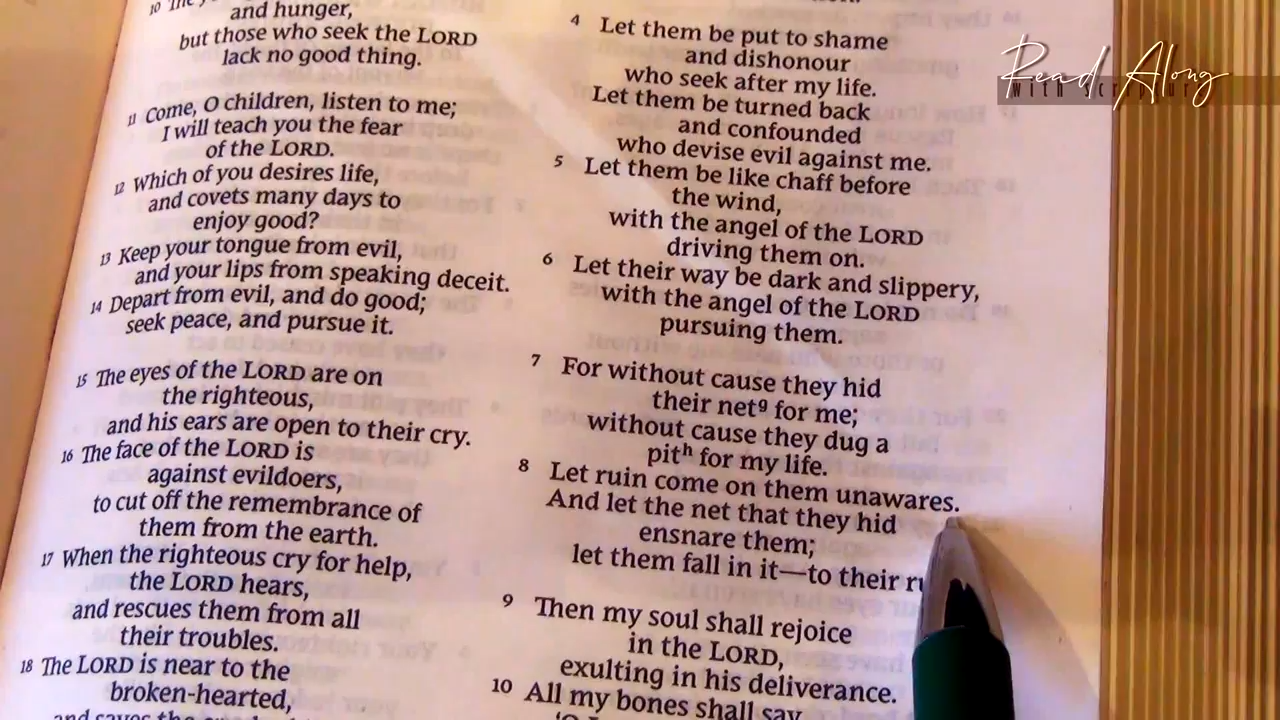 10 The
and hunger,
but those who seek the LORD
lack no good thing.
11 Come, O children, listen to me;
I will teach you the fear
of the LORD.
12 Which of you desires life,
and covets many days to
enjoy good?
13 Keep your tongue from evil,
and your lips from speaking deceit.
14 Depart from evil, and do good;
seek peace, and pursue it.
15 The eyes of the LORD are on
the righteous,
and his ears are open to their cry.
16 The face of the LORD is
against evildoers,
to cut off the remembrance of
them from the earth.
17 When the righteous cry for help,
the LORD hears,
and rescues them from all
their troubles.
18 The LORD is near to the
broken-hearted,
and saves the
4 Let them be put to shame
and dishonour
who seek after my life.
Let them be turned back
and confounded
who devise evil against me.
5 Let them be like chaff before
the wind,
with the angel of the LORD
driving them on.
6 Let their way be dark and slippery,
with the angel of the LORD
pursuing them.
7 For without cause they hid
their net g for me;
without cause they dug a
pit h for my life.
8 Let ruin come on them unawares.
And let the net that they hid
ensnare them;
let them fall in it—to their
9 Then my soul shall rejoice
in the LORD,
exulting in his deliverance.
10 All my bones shall say,
Read Along
with scripture